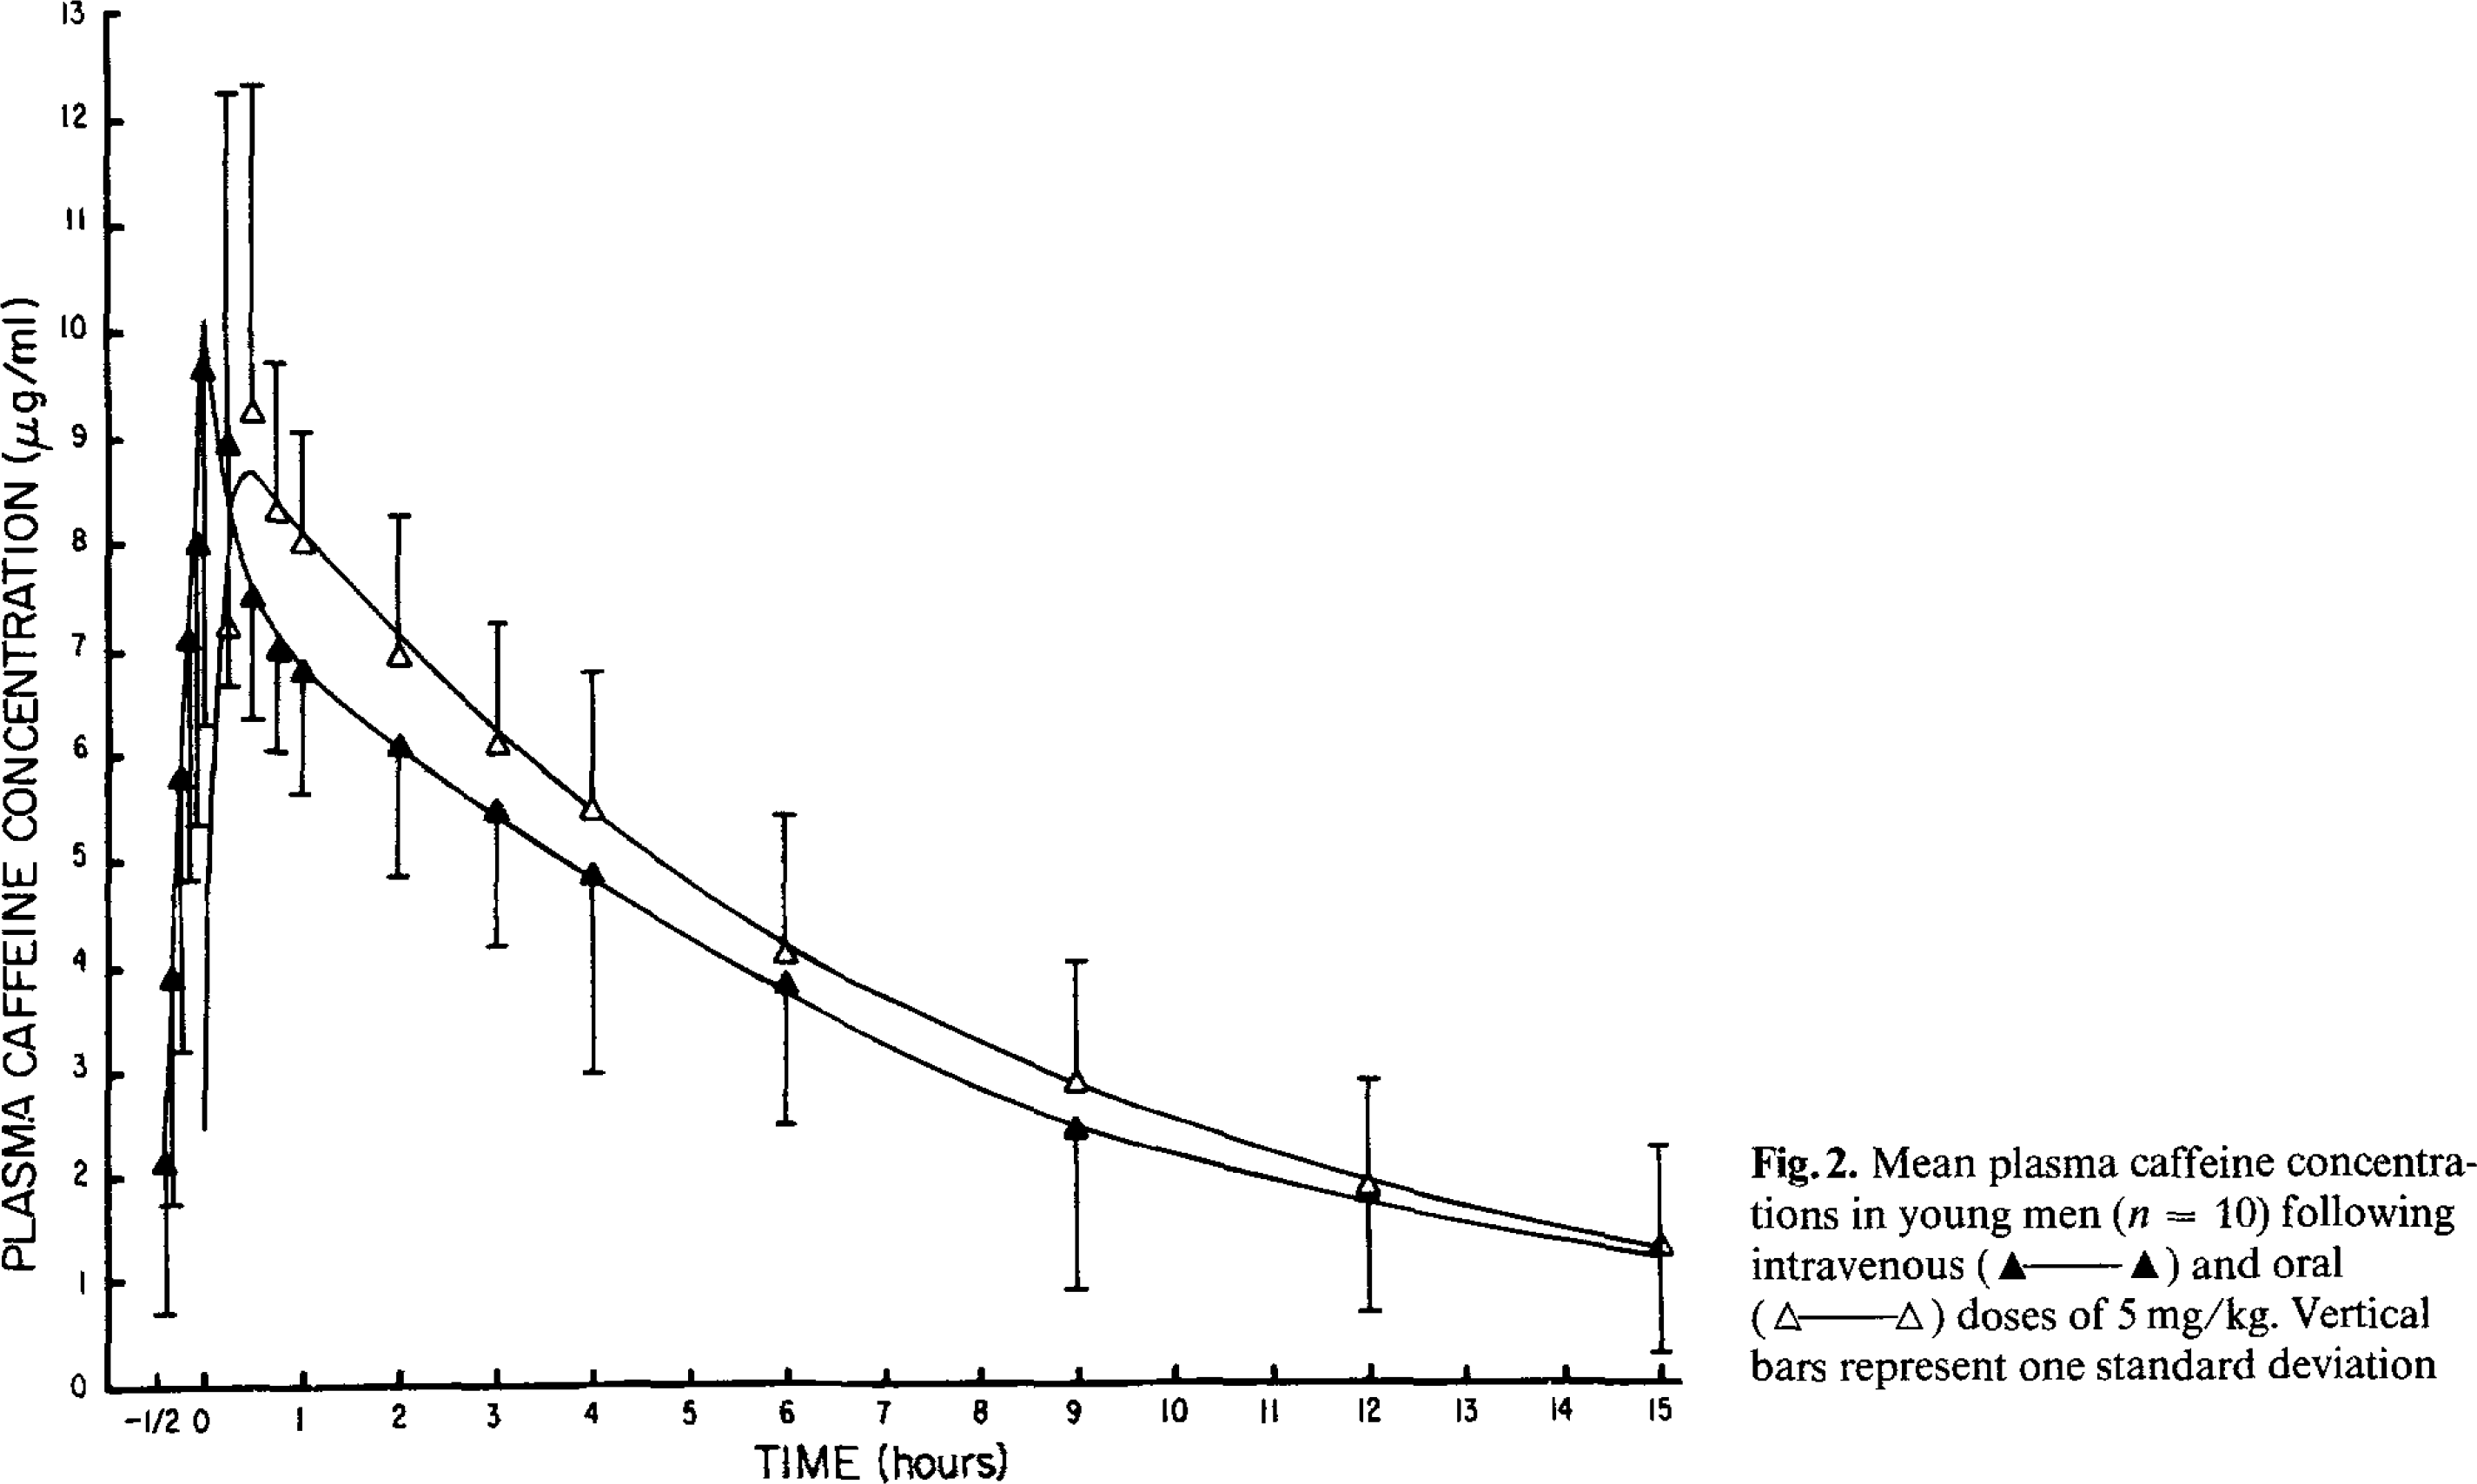 13
12
11
10
9
8
7
6
5
4
3
2
1
0
PLASMA CAFFEINE CONCENTRATION (μg/ml)
-1/2 0 1 2 3 4 5 6 7 8 9 10 11 12 13 14 15
TIME (hours)
Fig. 2. Mean plasma caffeine concentra-
tions in young men (n = 10) following
intravenous (▲——▲) and oral
(△——△) doses of 5 mg/kg. Vertical
bars represent one standard deviation